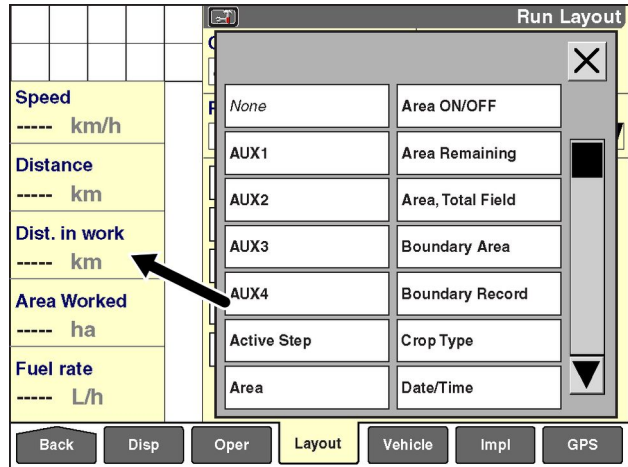 Run Layout
Speed
----- km/h
Distance
----- km
Dist. in work
----- km
Area Worked
----- ha
Fuel rate
----- L/h
None
Area ON/OFF
AUX1
Area Remaining
AUX2
Area, Total Field
AUX3
Boundary Area
AUX4
Boundary Record
Active Step
Crop Type
Area
Date/Time
Back
Disp
Oper
Layout
Vehicle
Impl
GPS